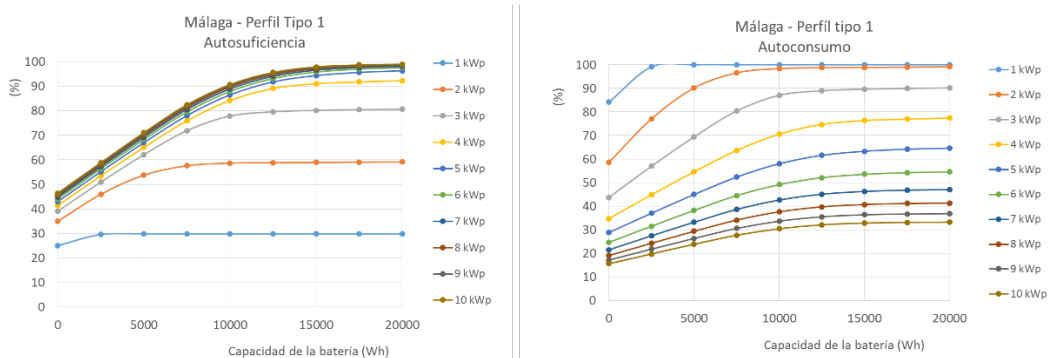 Málaga - Perfil Tipo 1
Autosuficiencia
(%)
100
90
80
70
60
50
40
30
20
10
0
0 5000 10000 15000 20000
Capacidad de la batería (Wh)
1 kWp
2 kWp
3 kWp
4 kWp
5 kWp
6 kWp
7 kWp
8 kWp
9 kWp
10 kWp
Málaga - Perfíl tipo 1
Autoconsumo
(%)
100
90
80
70
60
50
40
30
20
10
0
0 5000 10000 15000 20000
Capacidad de la batería (Wh)
1 kWp
2 kWp
3 kWp
4 kWp
5 kWp
6 kWp
7 kWp
8 kWp
9 kWp
10 kWp